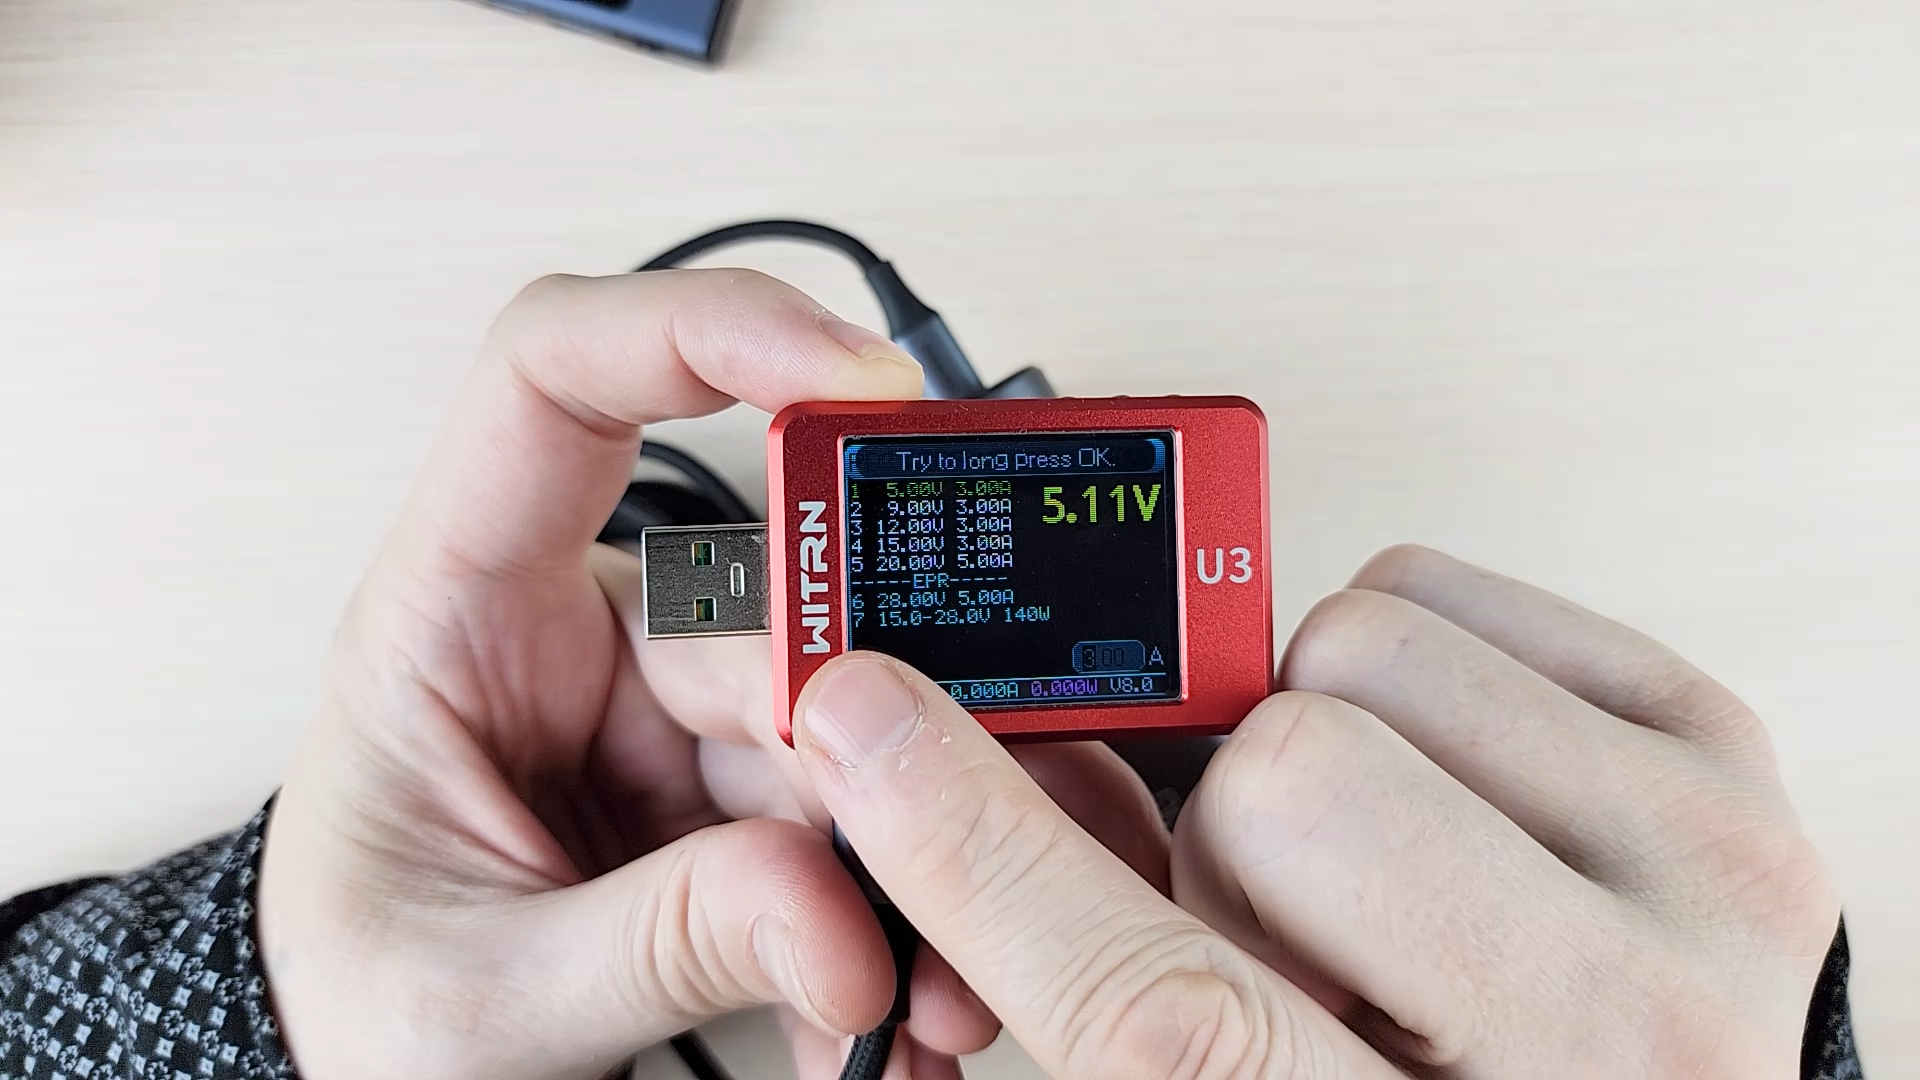 Try to long press OK.
1 5.00V 3.00A
5.11V
2 9.00V 3.00A
3 12.00V 3.00A
4 15.00V 3.00A
5 20.00V 5.00A
-----EPR-----
6 28.00V 5.00A
7 15.0-28.0V 140W
3.00 A
0.000A 0.000W V8.0
WITRN
U3